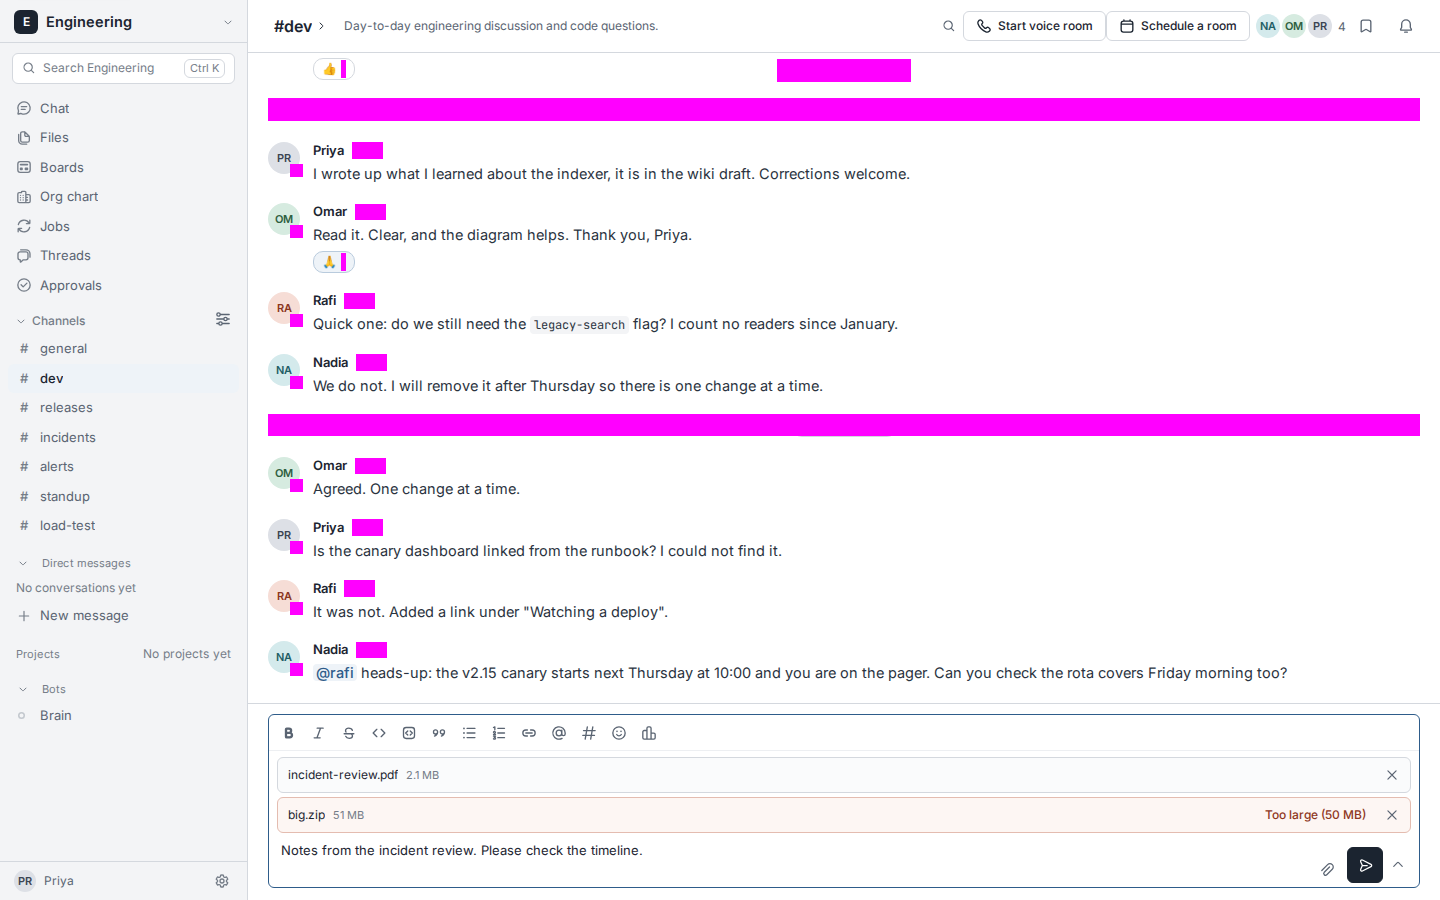 E Engineering
Search Engineering Ctrl K
Chat
Files
Boards
Org chart
Jobs
Threads
Approvals
Channels
# general
# dev
# releases
# incidents
# alerts
# standup
# load-test
Direct messages
No conversations yet
New message
Projects No projects yet
Bots
Brain
PR Priya
#dev Day-to-day engineering discussion and code questions. Start voice room Schedule a room NA OM PR 4
👍
PR Priya
I wrote up what I learned about the indexer, it is in the wiki draft. Corrections welcome.
OM Omar
Read it. Clear, and the diagram helps. Thank you, Priya.
🙏
RA Rafi
Quick one: do we still need the legacy-search flag? I count no readers since January.
NA Nadia
We do not. I will remove it after Thursday so there is one change at a time.
OM Omar
Agreed. One change at a time.
PR Priya
Is the canary dashboard linked from the runbook? I could not find it.
RA Rafi
It was not. Added a link under "Watching a deploy".
NA Nadia
@rafi heads-up: the v2.15 canary starts next Thursday at 10:00 and you are on the pager. Can you check the rota covers Friday morning too?
incident-review.pdf 2.1 MB
big.zip 51 MB Too large (50 MB)
Notes from the incident review. Please check the timeline.